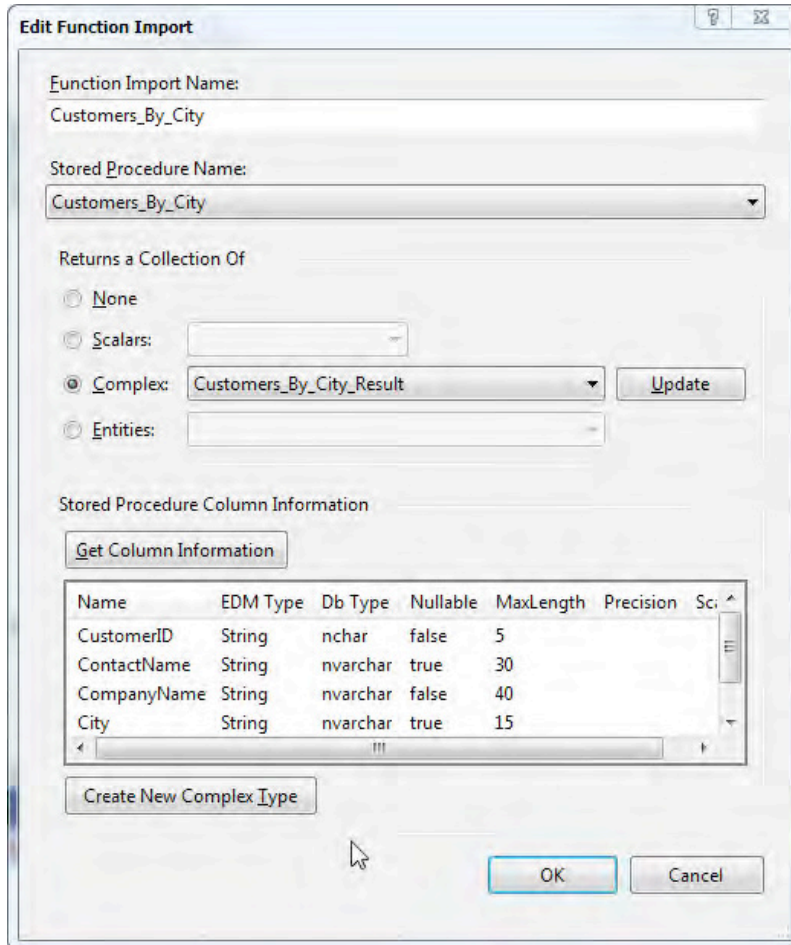 Edit Function Import
?
Function Import Name:
Customers_By_City
Stored Procedure Name:
Customers_By_City
Returns a Collection Of
None
Scalars:
Complex: Customers_By_City_Result Update
Entities:
Stored Procedure Column Information
Get Column Information
Name EDM Type Db Type Nullable MaxLength Precision Sca
CustomerID String nchar false 5
ContactName String nvarchar true 30
CompanyName String nvarchar false 40
City String nvarchar true 15
Create New Complex Type
OK Cancel